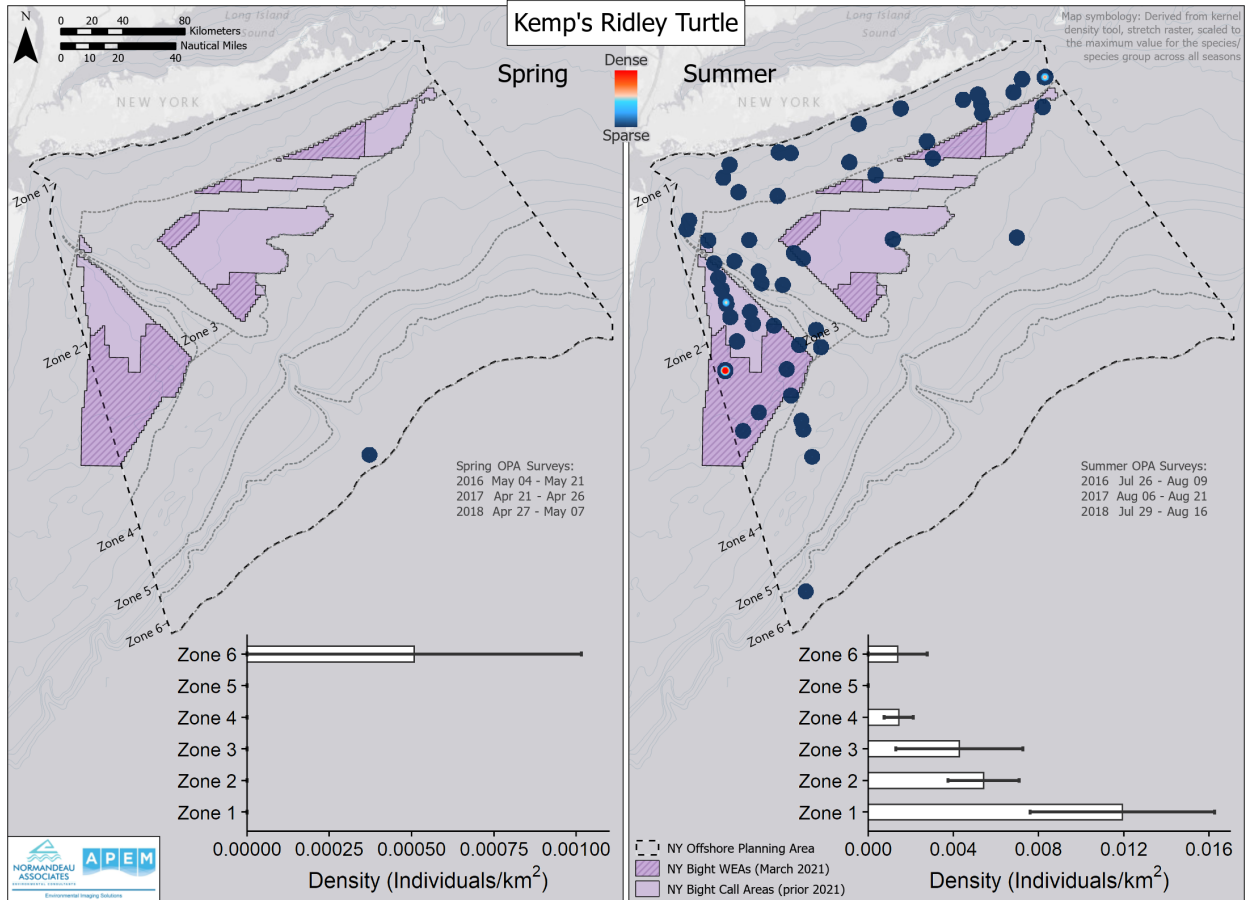 Kemp's Ridley Turtle
N
0 20 40 80
Kilometers
Nautical Miles
0 10 20 40
Long Island
Sound
NEW YORK
Spring
Zone 1
Zone 2
Zone 3
Zone 4
Zone 5
Zone 6
Spring OPA Surveys:
2016 May 04 - May 21
2017 Apr 21 - Apr 26
2018 Apr 27 - May 07
Zone 6
Zone 5
Zone 4
Zone 3
Zone 2
Zone 1
0.00000 0.00025 0.00050 0.00075 0.00100
Density (Individuals/km²)
NORMANDEAU
ASSOCIATES
ENVIRONMENTAL CONSULTANTS
APEM
Environmental Imaging Solutions
Dense
Sparse
Summer
Long Island
Sound
NEW YORK
Map symbology: Derived from kernel
density tool, stretch raster, scaled to
the maximum value for the species/
species group across all seasons
Zone 1
Zone 2
Zone 3
Zone 4
Zone 5
Zone 6
Summer OPA Surveys:
2016 Jul 26 - Aug 09
2017 Aug 06 - Aug 21
2018 Jul 29 - Aug 16
Zone 6
Zone 5
Zone 4
Zone 3
Zone 2
Zone 1
0.000 0.004 0.008 0.012 0.016
Density (Individuals/km²)
NY Offshore Planning Area
NY Bight WEAs (March 2021)
NY Bight Call Areas (prior 2021)